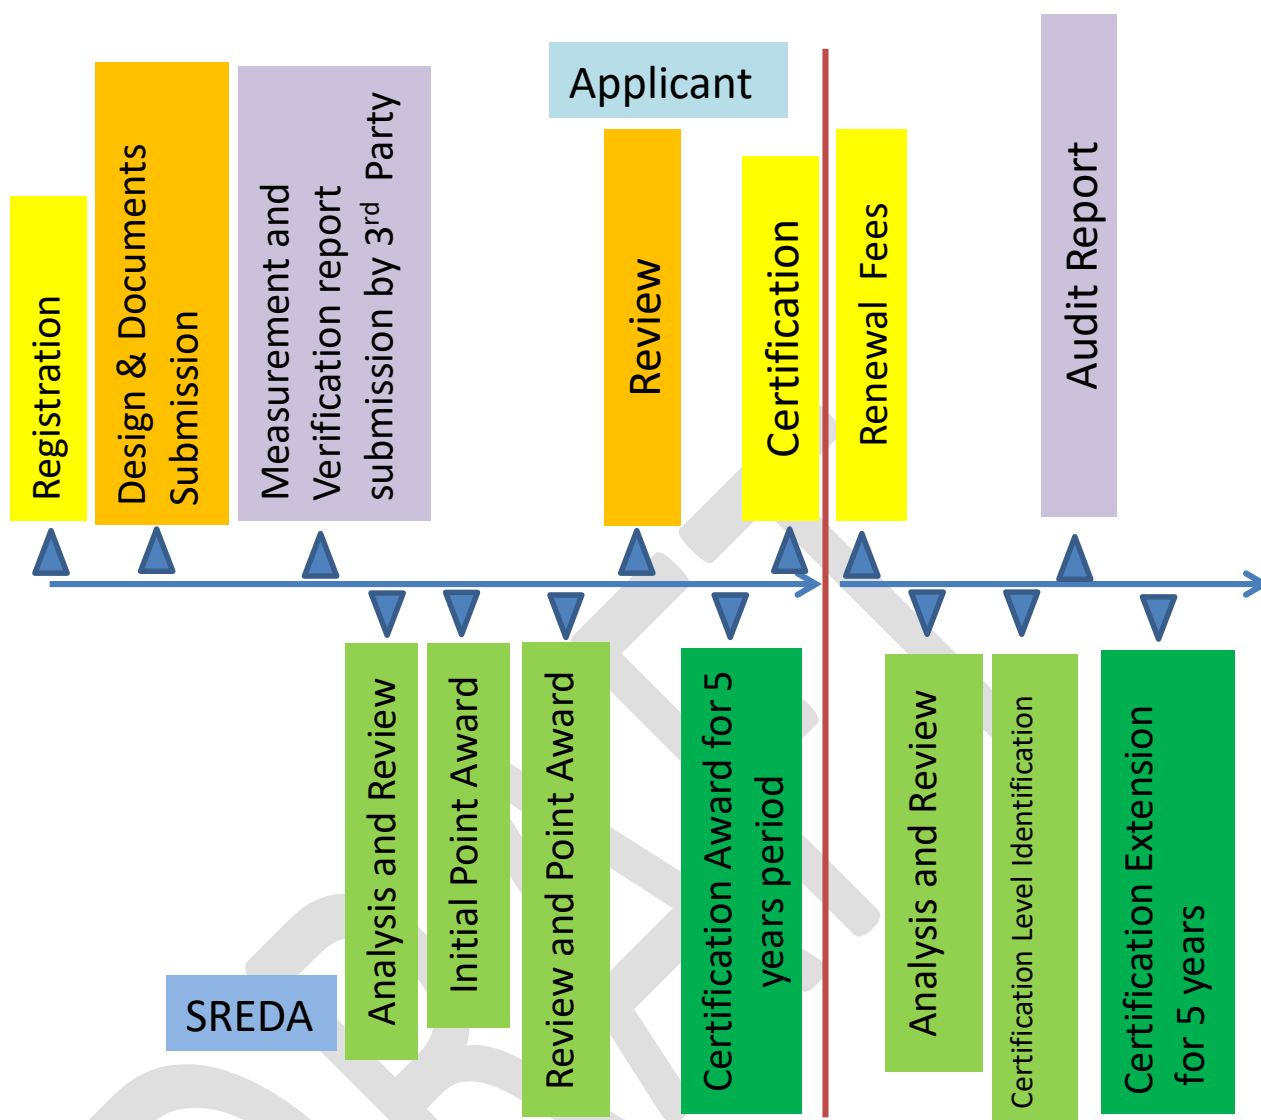 Applicant
Registration
Design & Documents
Submission
Measurement and
Verification report
submission by 3rd Party
Review
Certification
Renewal Fees
Audit Report
SREDA
Analysis and Review
Initial Point Award
Review and Point Award
Certification Award for 5
years period
Analysis and Review
Certification Level Identification
Certification Extension
for 5 years
DRAFT